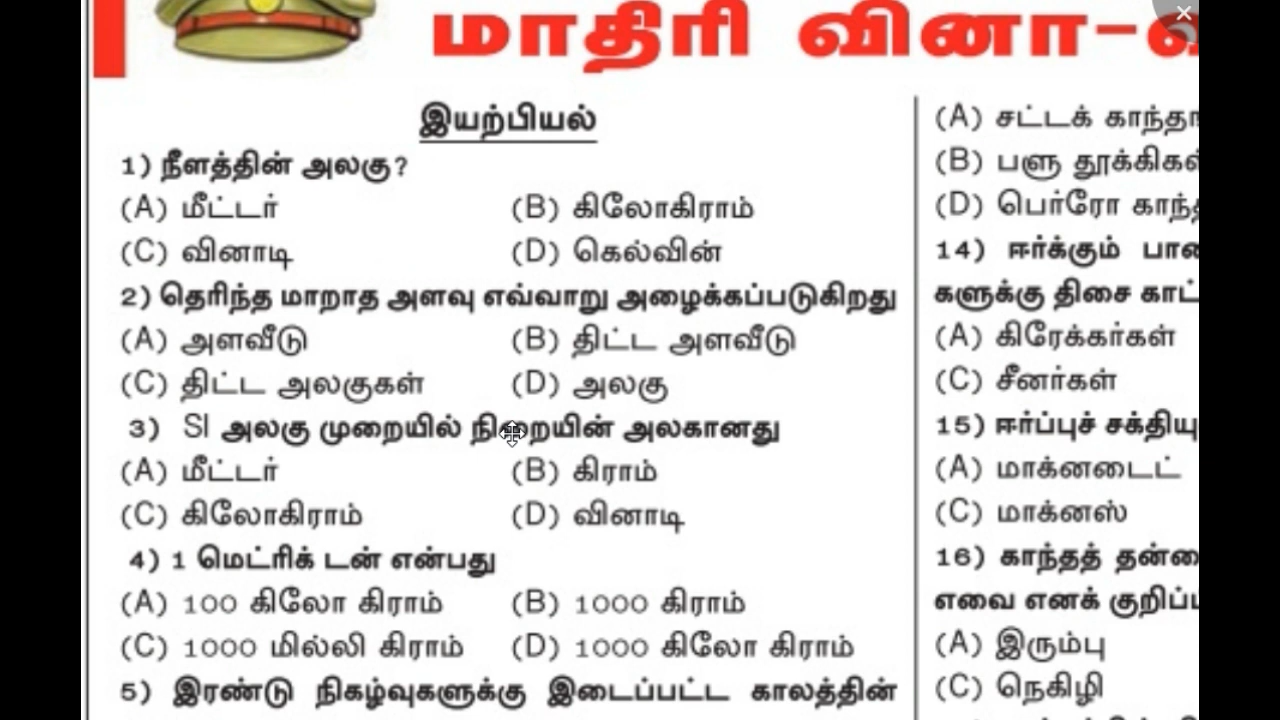 மாதிரி வினா-
இயற்பியல்
1) நீளத்தின் அலகு?
(A) மீட்டர் (B) கிலோகிராம்
(C) வினாடி (D) கெல்வின்
2) தெரிந்த மாறாத அளவு எவ்வாறு அழைக்கப்படுகிறது
(A) அளவீடு (B) திட்ட அளவீடு
(C) திட்ட அலகுகள் (D) அலகு
3) SI அலகு முறையில் நிறையின் அலகானது
(A) மீட்டர் (B) கிராம்
(C) கிலோகிராம் (D) வினாடி
4) 1 மெட்ரிக் டன் என்பது
(A) 100 கிலோ கிராம் (B) 1000 கிராம்
(C) 1000 மில்லி கிராம் (D) 1000 கிலோ கிராம்
5) இரண்டு நிகழ்வுகளுக்கு இடைப்பட்ட காலத்தின்
(A) சட்டக்
(B) பளு
(D) பெர்ரோ
14) ஈர்க்கும்
களுக்கு திசை
(A) கிரேக்கர்கள்
(C) சீனர்கள்
15) ஈர்ப்புச்
(A) மாக்னடைட்
(C) மாக்னஸ்
16) காந்தத்
எவை எனக்
(A) இரும்பு
(C) நெகிழி